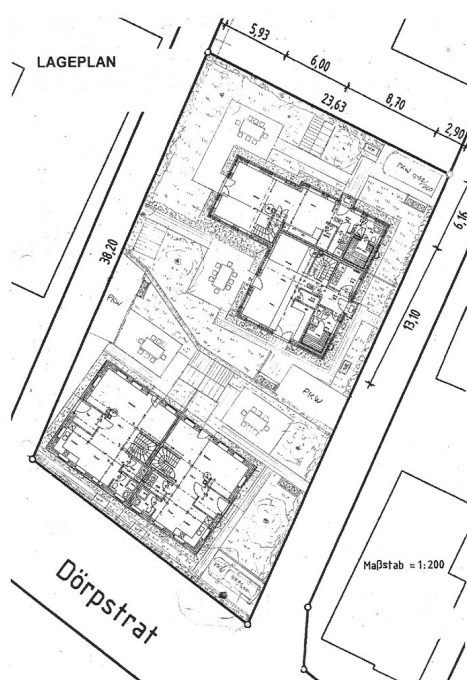 LAGEPLAN
5,93
6,00
8,70
23,63
2,90
6,16
38,20
13,10
PKW
PKW
Maßstab = 1:200
Dörpstrat